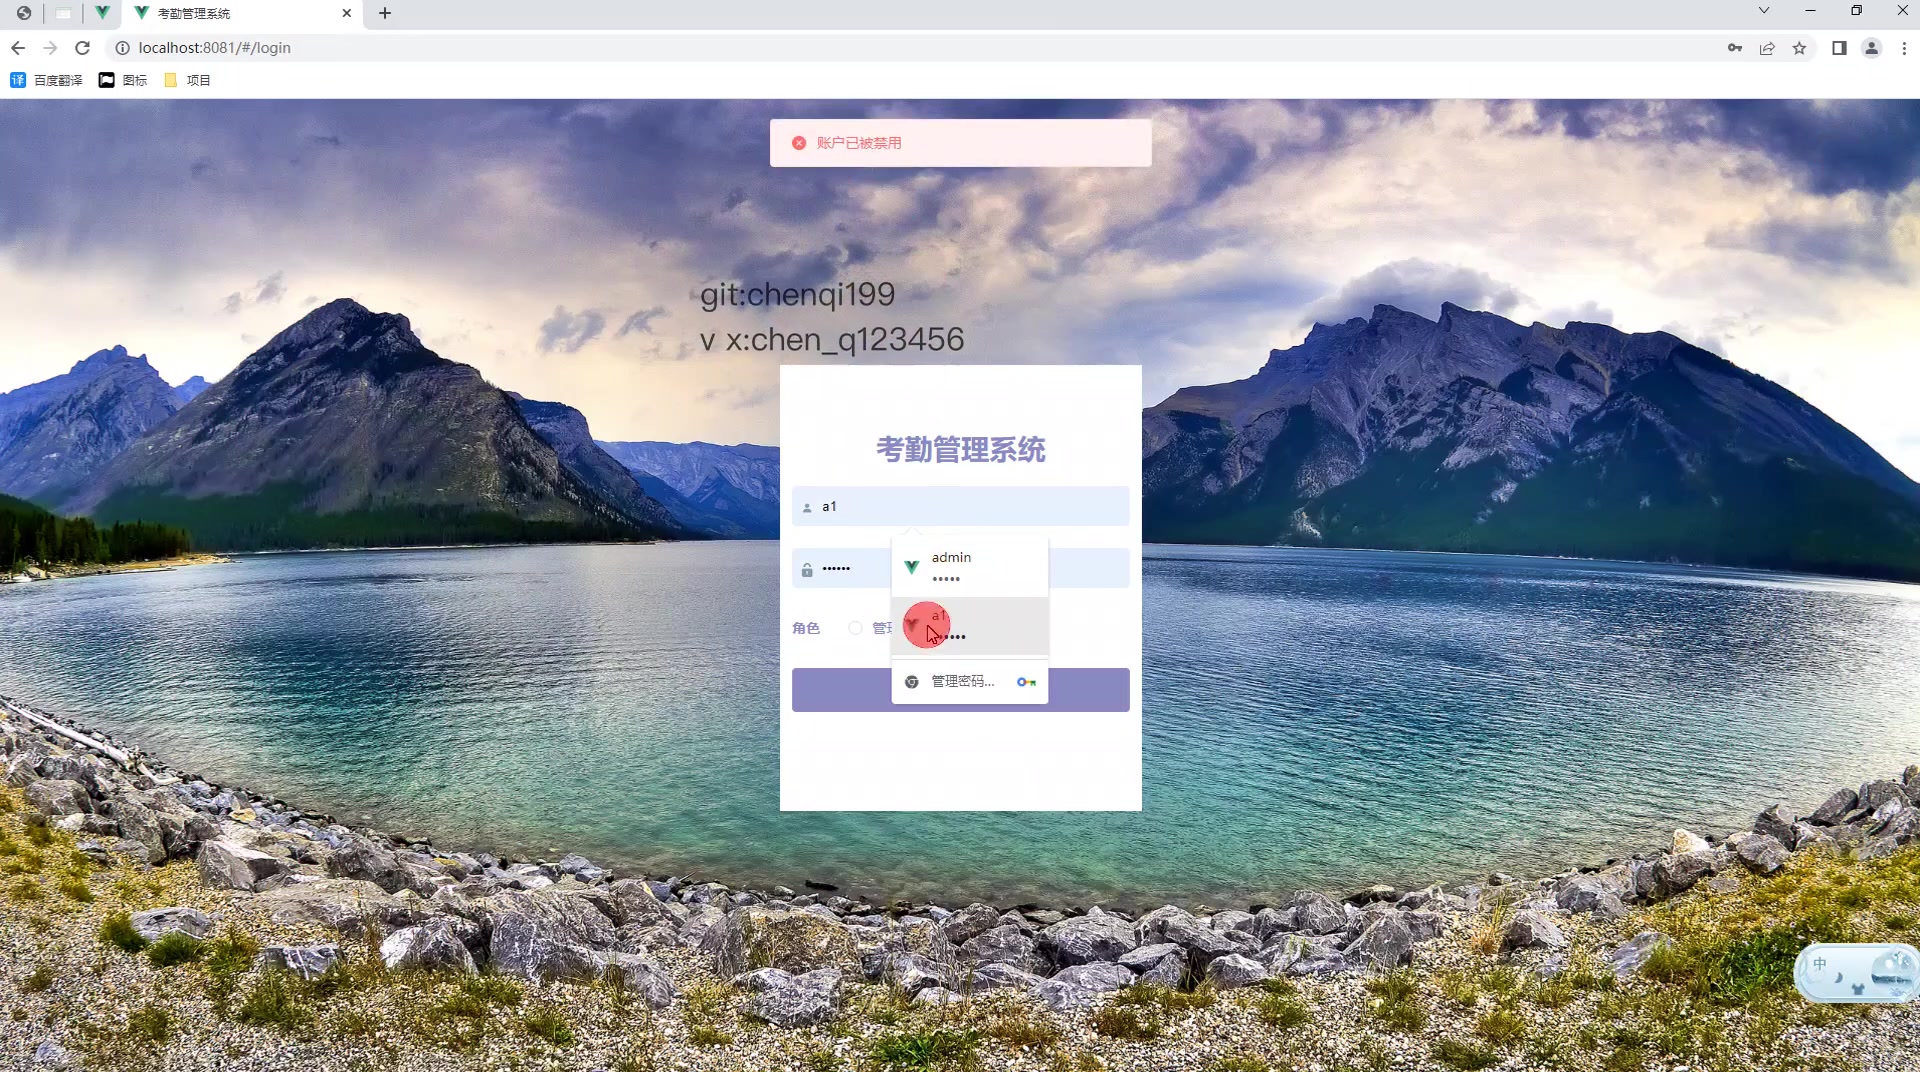 考勤管理系统
localhost:8081/#/login
百度翻译
图标
项目
账户已被禁用
git:chenqi199
v x:chen_q123456
考勤管理系统
a1
••••••
admin
•••••
a1
角色
管理密码...
中